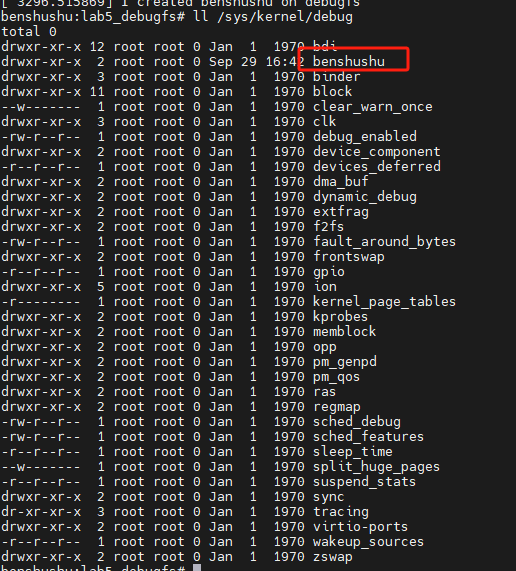 [ 3296.515869] I created benshushu on debugfs
benshushu:lab5_debugfs# ll /sys/kernel/debug
total 0
drwxr-xr-x 12 root root 0 Jan  1  1970 bdi
drwxr-xr-x  2 root root 0 Sep 29 16:42 benshushu
drwxr-xr-x  3 root root 0 Jan  1  1970 binder
drwxr-xr-x 11 root root 0 Jan  1  1970 block
--w-------  1 root root 0 Jan  1  1970 clear_warn_once
drwxr-xr-x  3 root root 0 Jan  1  1970 clk
-rw-r--r--  1 root root 0 Jan  1  1970 debug_enabled
drwxr-xr-x  2 root root 0 Jan  1  1970 device_component
-r--r--r--  1 root root 0 Jan  1  1970 devices_deferred
drwxr-xr-x  2 root root 0 Jan  1  1970 dma_buf
drwxr-xr-x  2 root root 0 Jan  1  1970 dynamic_debug
drwxr-xr-x  2 root root 0 Jan  1  1970 extfrag
drwxr-xr-x  2 root root 0 Jan  1  1970 f2fs
-rw-r--r--  1 root root 0 Jan  1  1970 fault_around_bytes
drwxr-xr-x  2 root root 0 Jan  1  1970 frontswap
-r--r--r--  1 root root 0 Jan  1  1970 gpio
drwxr-xr-x  5 root root 0 Jan  1  1970 ion
-r--------  1 root root 0 Jan  1  1970 kernel_page_tables
drwxr-xr-x  2 root root 0 Jan  1  1970 kprobes
drwxr-xr-x  2 root root 0 Jan  1  1970 memblock
drwxr-xr-x  2 root root 0 Jan  1  1970 opp
drwxr-xr-x  2 root root 0 Jan  1  1970 pm_genpd
drwxr-xr-x  2 root root 0 Jan  1  1970 pm_qos
drwxr-xr-x  2 root root 0 Jan  1  1970 ras
drwxr-xr-x  2 root root 0 Jan  1  1970 regmap
-rw-r--r--  1 root root 0 Jan  1  1970 sched_debug
-rw-r--r--  1 root root 0 Jan  1  1970 sched_features
-r--r--r--  1 root root 0 Jan  1  1970 sleep_time
--w-------  1 root root 0 Jan  1  1970 split_huge_pages
-r--r--r--  1 root root 0 Jan  1  1970 suspend_stats
drwxr-xr-x  2 root root 0 Jan  1  1970 sync
dr-xr-xr-x  3 root root 0 Jan  1  1970 tracing
drwxr-xr-x  2 root root 0 Jan  1  1970 virtio-ports
-r--r--r--  1 root root 0 Jan  1  1970 wakeup_sources
drwxr-xr-x  2 root root 0 Jan  1  1970 zswap
benshushu:lab5_debugfs#